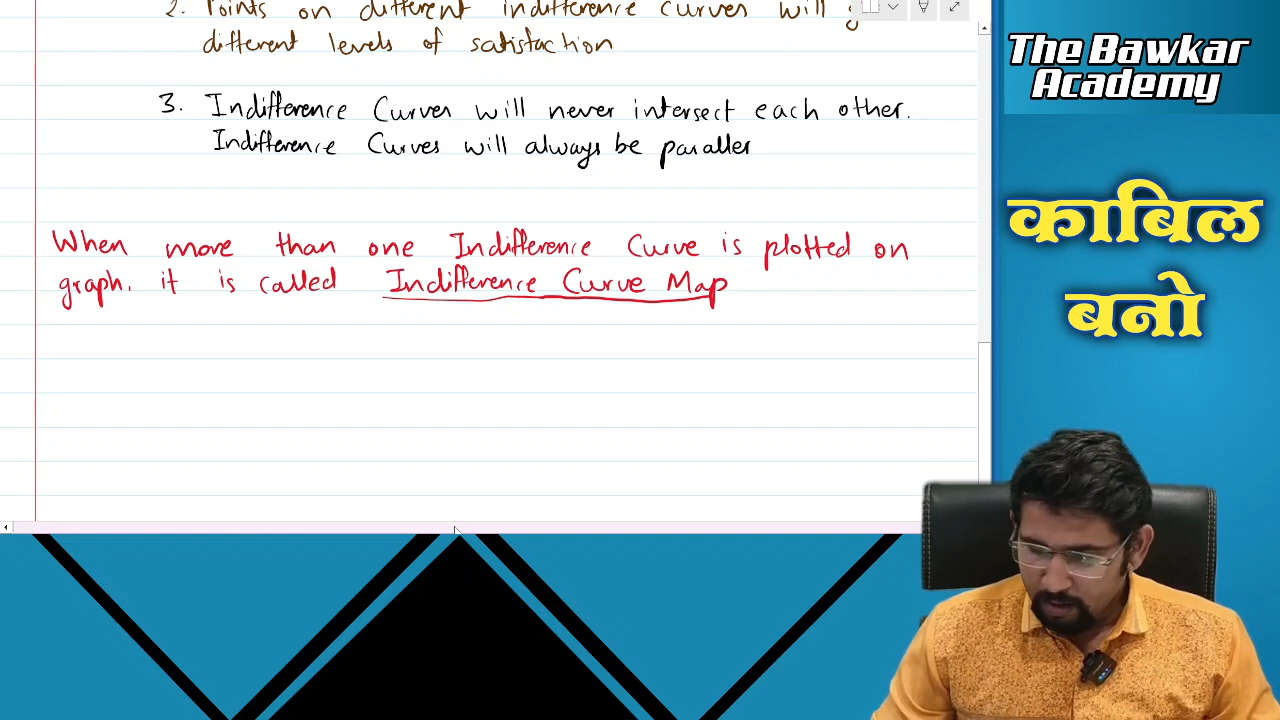 2. Points on different indifference curves will
different levels of satisfaction
3. Indifference Curves will never intersect each other.
Indifference Curves will always be parallel
When more than one Indifference Curve is plotted on
graph, it is called Indifference Curve Map
The Bawkar
Academy
काबिल
बनो